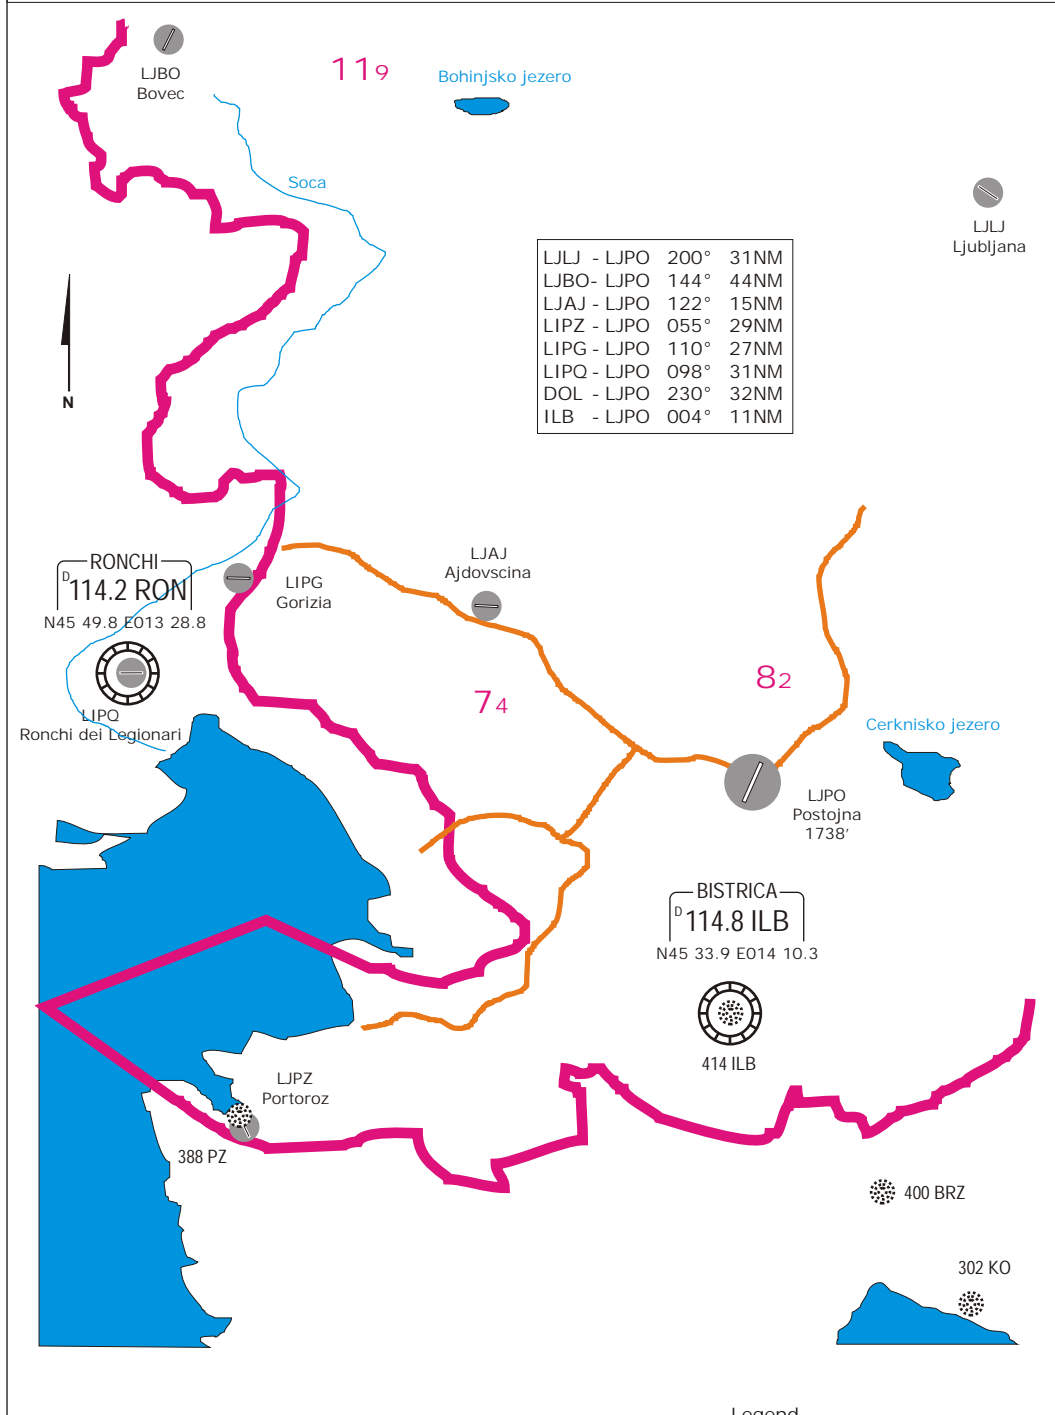 LJBO
Bovec
119
Bohinjsko jezero
Soca
LJLJ
Ljubljana
LJLJ - LJPO 200° 31NM
LJBO- LJPO 144° 44NM
LJAJ - LJPO 122° 15NM
LIPZ - LJPO 055° 29NM
LIPG - LJPO 110° 27NM
LIPQ - LJPO 098° 31NM
DOL - LJPO 230° 32NM
ILB - LJPO 004° 11NM
N
RONCHI
D 114.2 RON
N45 49.8 E013 28.8
LIPG
Gorizia
LJAJ
Ajdovscina
LIPQ
Ronchi dei Legionari
74
82
Cerknisko jezero
LJPO
Postojna
1738'
BISTRICA
D 114.8 ILB
N45 33.9 E014 10.3
414 ILB
LJPZ
Portoroz
388 PZ
400 BRZ
302 KO
Legend